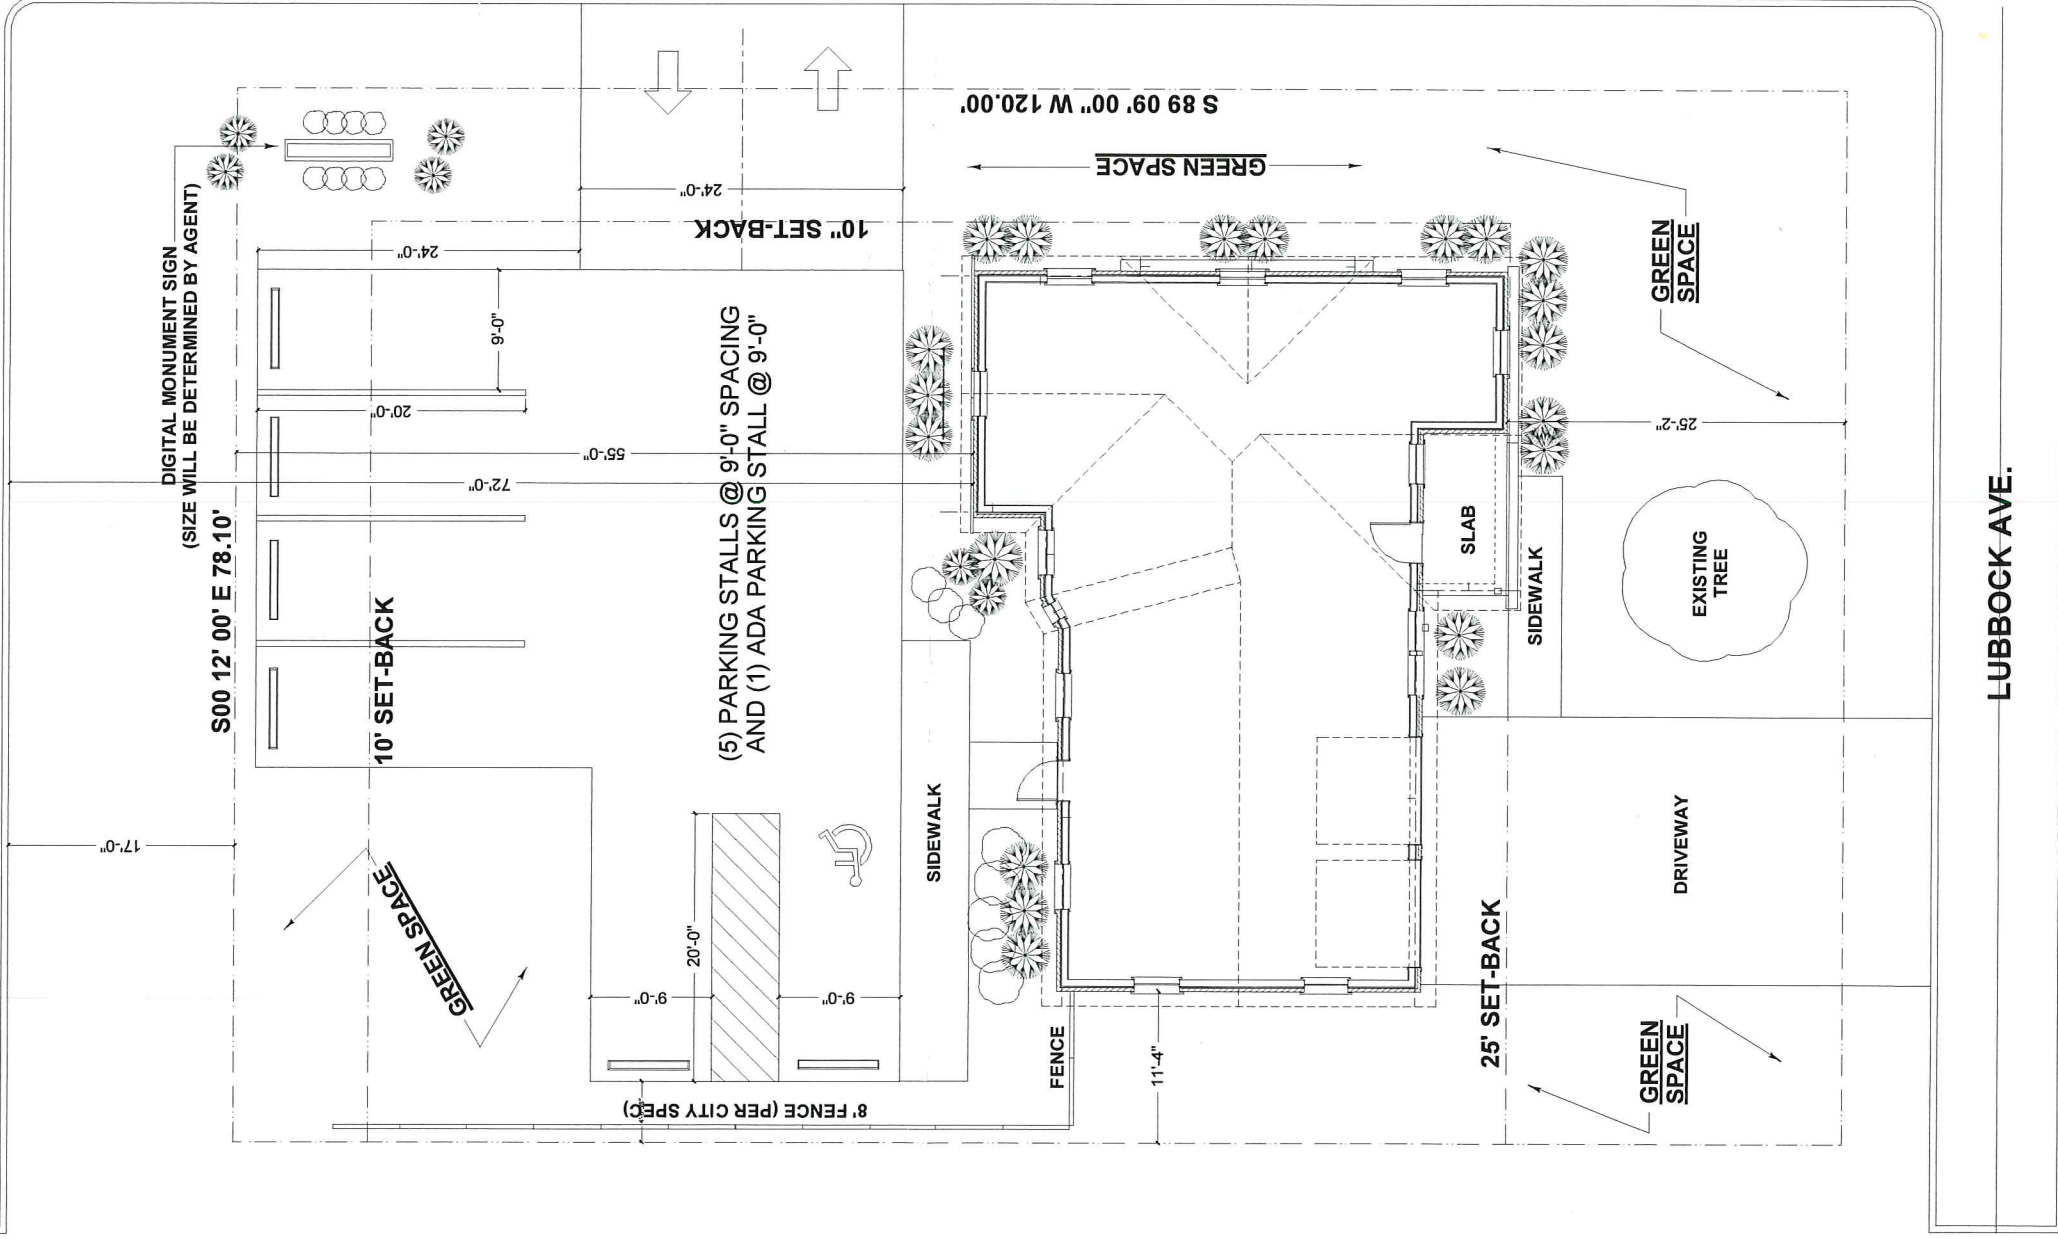 S 89 09' 00" W 120.00'
GREEN SPACE
24'-0"
10" SET-BACK
24'-0"
DIGITAL MONUMENT SIGN
(SIZE WILL BE DETERMINED BY AGENT)
9'-0"
20'-0"
55'-0"
72'-0"
S00 12' 00' E 78.10'
10' SET-BACK
(5) PARKING STALLS @ 9'-0" SPACING
AND (1) ADA PARKING STALL @ 9'-0"
GREEN
SPACE
25'-2"
SLAB
SIDEWALK
EXISTING
TREE
LUBBOCK AVE.
17'-0"
GREEN SPACE
SIDEWALK
DRIVEWAY
20'-0"
9'-0"
9'-0"
8' FENCE (PER CITY SPEC)
FENCE
11'-4"
25' SET-BACK
GREEN
SPACE